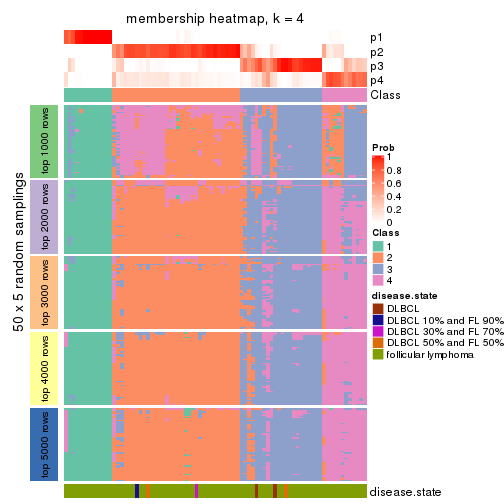 membership heatmap, k = 4
p1
p2
p3
p4
Class
50 x 5 random samplings
top 1000 rows
top 2000 rows
top 3000 rows
top 4000 rows
top 5000 rows
Prob
1
0.8
0.6
0.4
0.2
0
Class
1
2
3
4
disease.state
DLBCL
DLBCL 10% and FL 90%
DLBCL 30% and FL 70%
DLBCL 50% and FL 50%
follicular lymphoma
disease.state